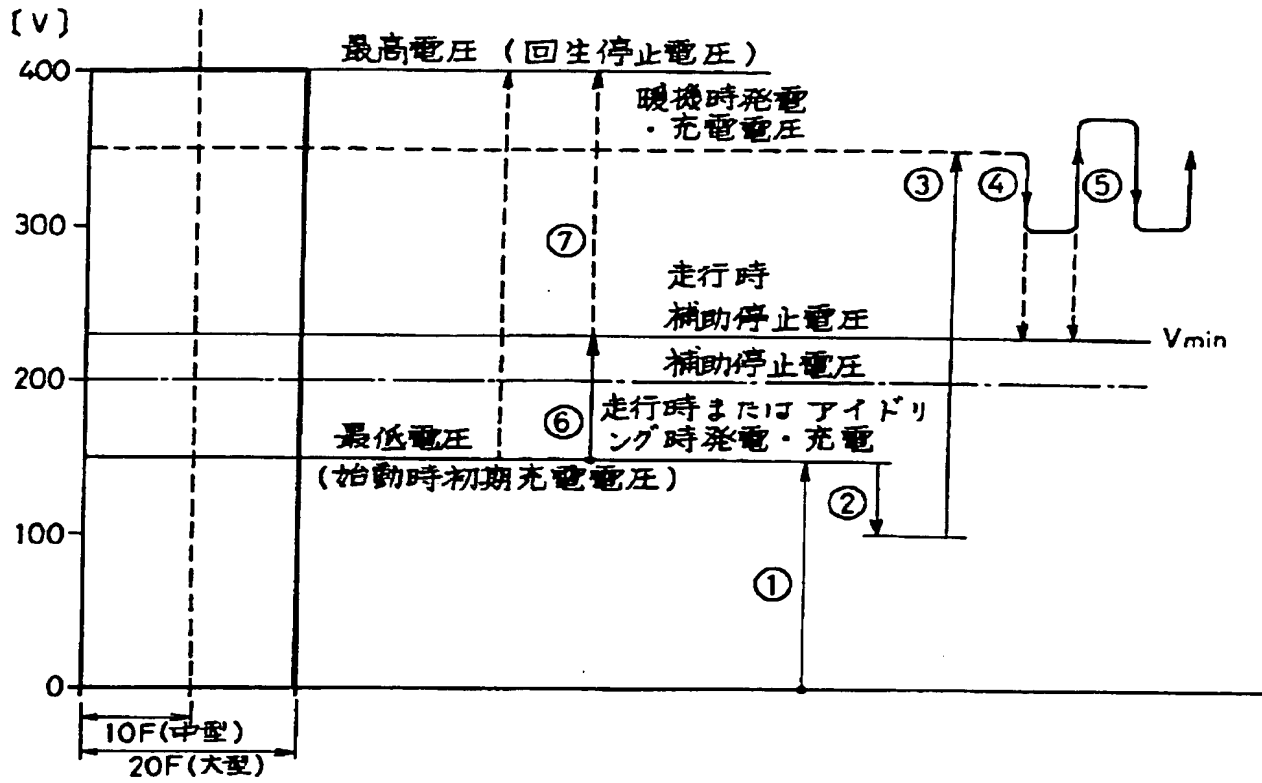 [V]
最高電圧 (回生停止電圧)
400
暖機時発電
・充電電圧
③
④
⑤
300
⑦
走行時
補助停止電圧
Vmin
補助停止電圧
200
⑥
走行時またはアイドリ
ング時発電・充電
最低電圧
(始動時初期充電電圧)
②
100
①
0
10F(中型)
20F(大型)